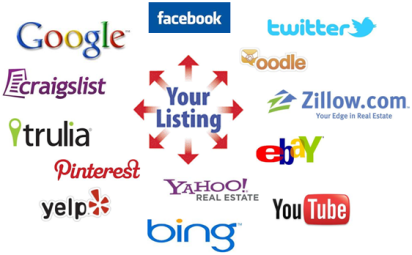 facebook
Google
twitter
oodle
craigslist
Your
Listing
Zillow.com
Your Edge In Real Estate
trulia
ebaY
Pinterest
YAHOO!
REAL ESTATE
yelp
YouTube
bing